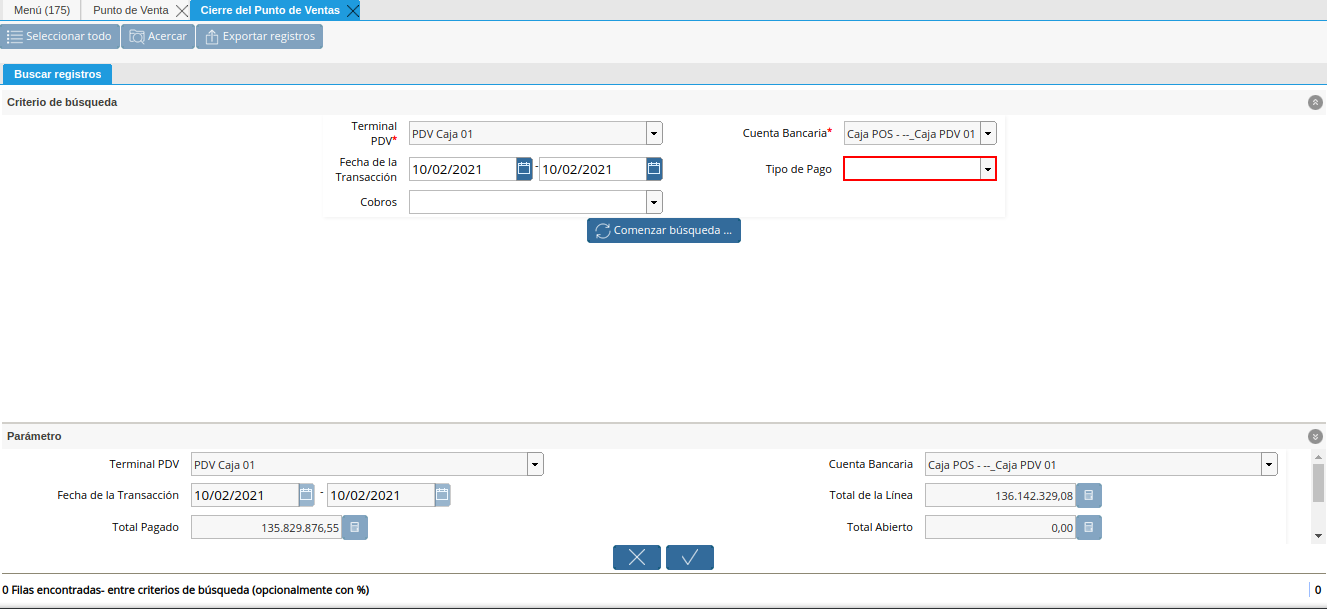 Menú (175) Punto de Venta Cierre del Punto de Ventas
Seleccionar todo Acercar Exportar registros
Buscar registros
Criterio de búsqueda
Terminal PDV* PDV Caja 01 Cuenta Bancaria* Caja POS - --_Caja PDV 01
Fecha de la Transacción 10/02/2021 - 10/02/2021 Tipo de Pago
Cobros
Comenzar búsqueda ...
Parámetro
Terminal PDV PDV Caja 01 Cuenta Bancaria Caja POS - --_Caja PDV 01
Fecha de la Transacción 10/02/2021 - 10/02/2021 Total de la Línea 136.142.329,08
Total Pagado 135.829.876,55 Total Abierto 0,00
0 Filas encontradas- entre criterios de búsqueda (opcionalmente con %) 0